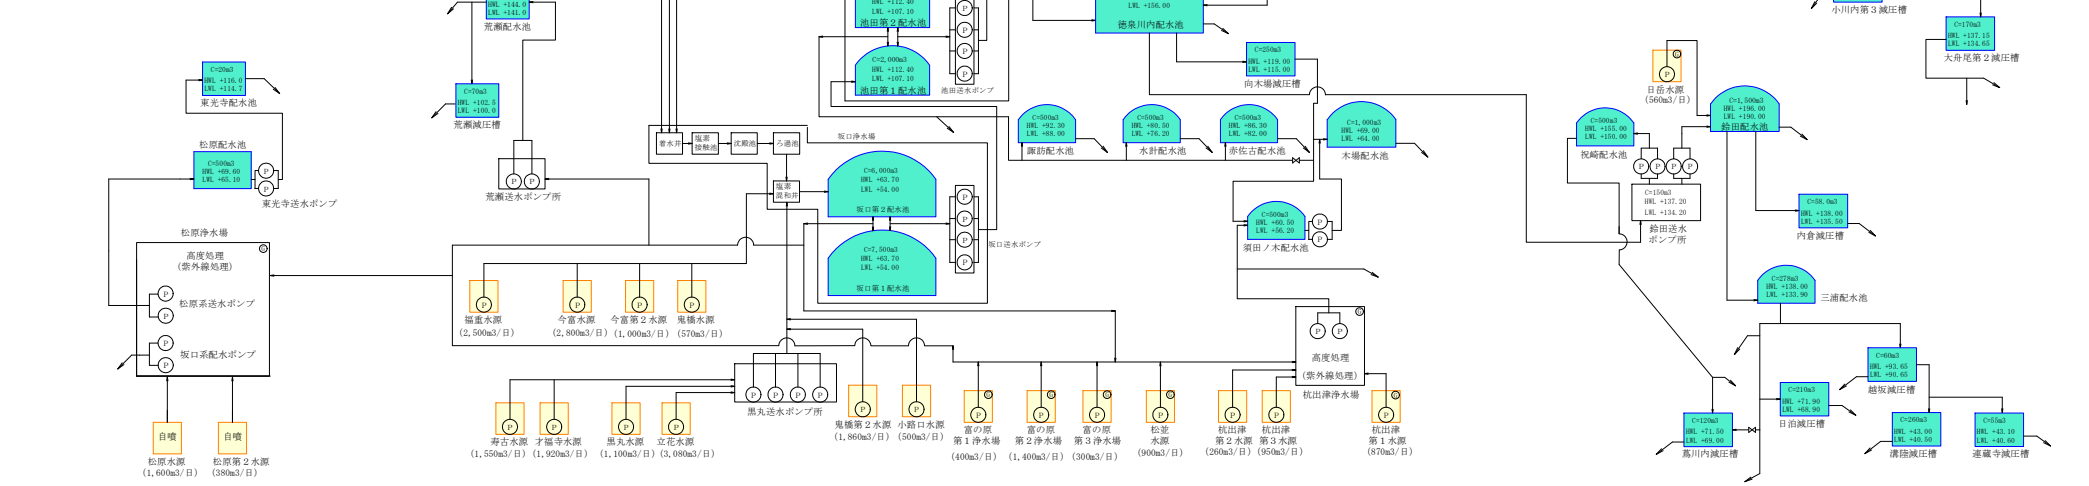 HWL +144.0
LWL +141.0
荒瀬配水池
C=20m3
HWL +116.0
LWL +114.7
東光寺配水池
C=70m3
HWL +102.5
LWL +100.0
荒瀬減圧槽
松原配水池
C=500m3
HWL +69.60
LWL +65.10
P
P
東光寺送水ポンプ
P
P
荒瀬送水ポンプ所
松原浄水場
高度処理
(紫外線処理)
P
P
松原系送水ポンプ
P
P
坂口系配水ポンプ
自噴
松原水源
(1,600m3/日)
自噴
松原第２水源
(380m3/日)
HWL +112.40
LWL +107.10
池田第２配水池
C=2,000m3
HWL +112.40
LWL +107.10
池田第１配水池
P
P
P
P
池田送水ポンプ
着水井
塩素
接触池
沈殿池
ろ過池
坂口浄水場
塩素
混和井
C=6,000m3
HWL +63.70
LWL +54.00
坂口第２配水池
C=7,500m3
HWL +63.70
LWL +54.00
坂口第１配水池
P
P
P
P
坂口送水ポンプ
P
福重水源
(2,500m3/日)
P
今富水源
(2,800m3/日)
P
今富第２水源
(1,000m3/日)
P
鬼橋水源
(570m3/日)
P
寿古水源
(1,550m3/日)
P
才福寺水源
(1,920m3/日)
P
黒丸水源
(1,100m3/日)
P
立花水源
(3,080m3/日)
P
P
P
P
黒丸送水ポンプ所
P
鬼橋第２水源
(1,860m3/日)
P
小路口水源
(500m3/日)
P
富の原
第１浄水場
(400m3/日)
P
富の原
第２浄水場
(1,400m3/日)
P
富の原
第３浄水場
(300m3/日)
P
松並
水源
(900m3/日)
P
杭出津
第２水源
(260m3/日)
P
杭出津
第３水源
(950m3/日)
P
杭出津
第１水源
(870m3/日)
P
P
高度処理
(紫外線処理)
杭出津浄水場
LWL +156.00
徳泉川内配水池
C=250m3
HWL +119.00
LWL +115.00
向木場減圧槽
C=500m3
HWL +92.30
LWL +88.00
諏訪配水池
C=500m3
HWL +80.50
LWL +76.20
水計配水池
C=500m3
HWL +86.30
LWL +82.00
赤佐古配水池
C=1,000m3
HWL +69.00
LWL +64.00
木場配水池
C=500m3
HWL +60.50
LWL +56.20
須田ノ木配水池
P
P
小川内第３減圧槽
C=170m3
HWL +137.15
LWL +134.65
大舟尾第２減圧槽
P
日岳水源
(560m3/日)
C=1,500m3
HWL +196.00
LWL +190.00
鈴田配水池
C=500m3
HWL +155.00
LWL +150.00
祝崎配水池
P
P
P
P
C=150m3
HWL +137.20
LWL +134.20
鈴田送水
ポンプ所
C=58.0m3
HWL +138.00
LWL +135.50
内倉減圧槽
C=278m3
HWL +138.00
LWL +133.90
三浦配水池
C=60m3
HWL +93.65
LWL +90.65
越坂減圧槽
C=210m3
HWL +71.90
LWL +68.90
日泊減圧槽
C=120m3
HWL +71.50
LWL +69.00
蔦川内減圧槽
C=260m3
HWL +43.00
LWL +40.50
溝陸減圧槽
C=55m3
HWL +43.10
LWL +40.60
連蔵寺減圧槽